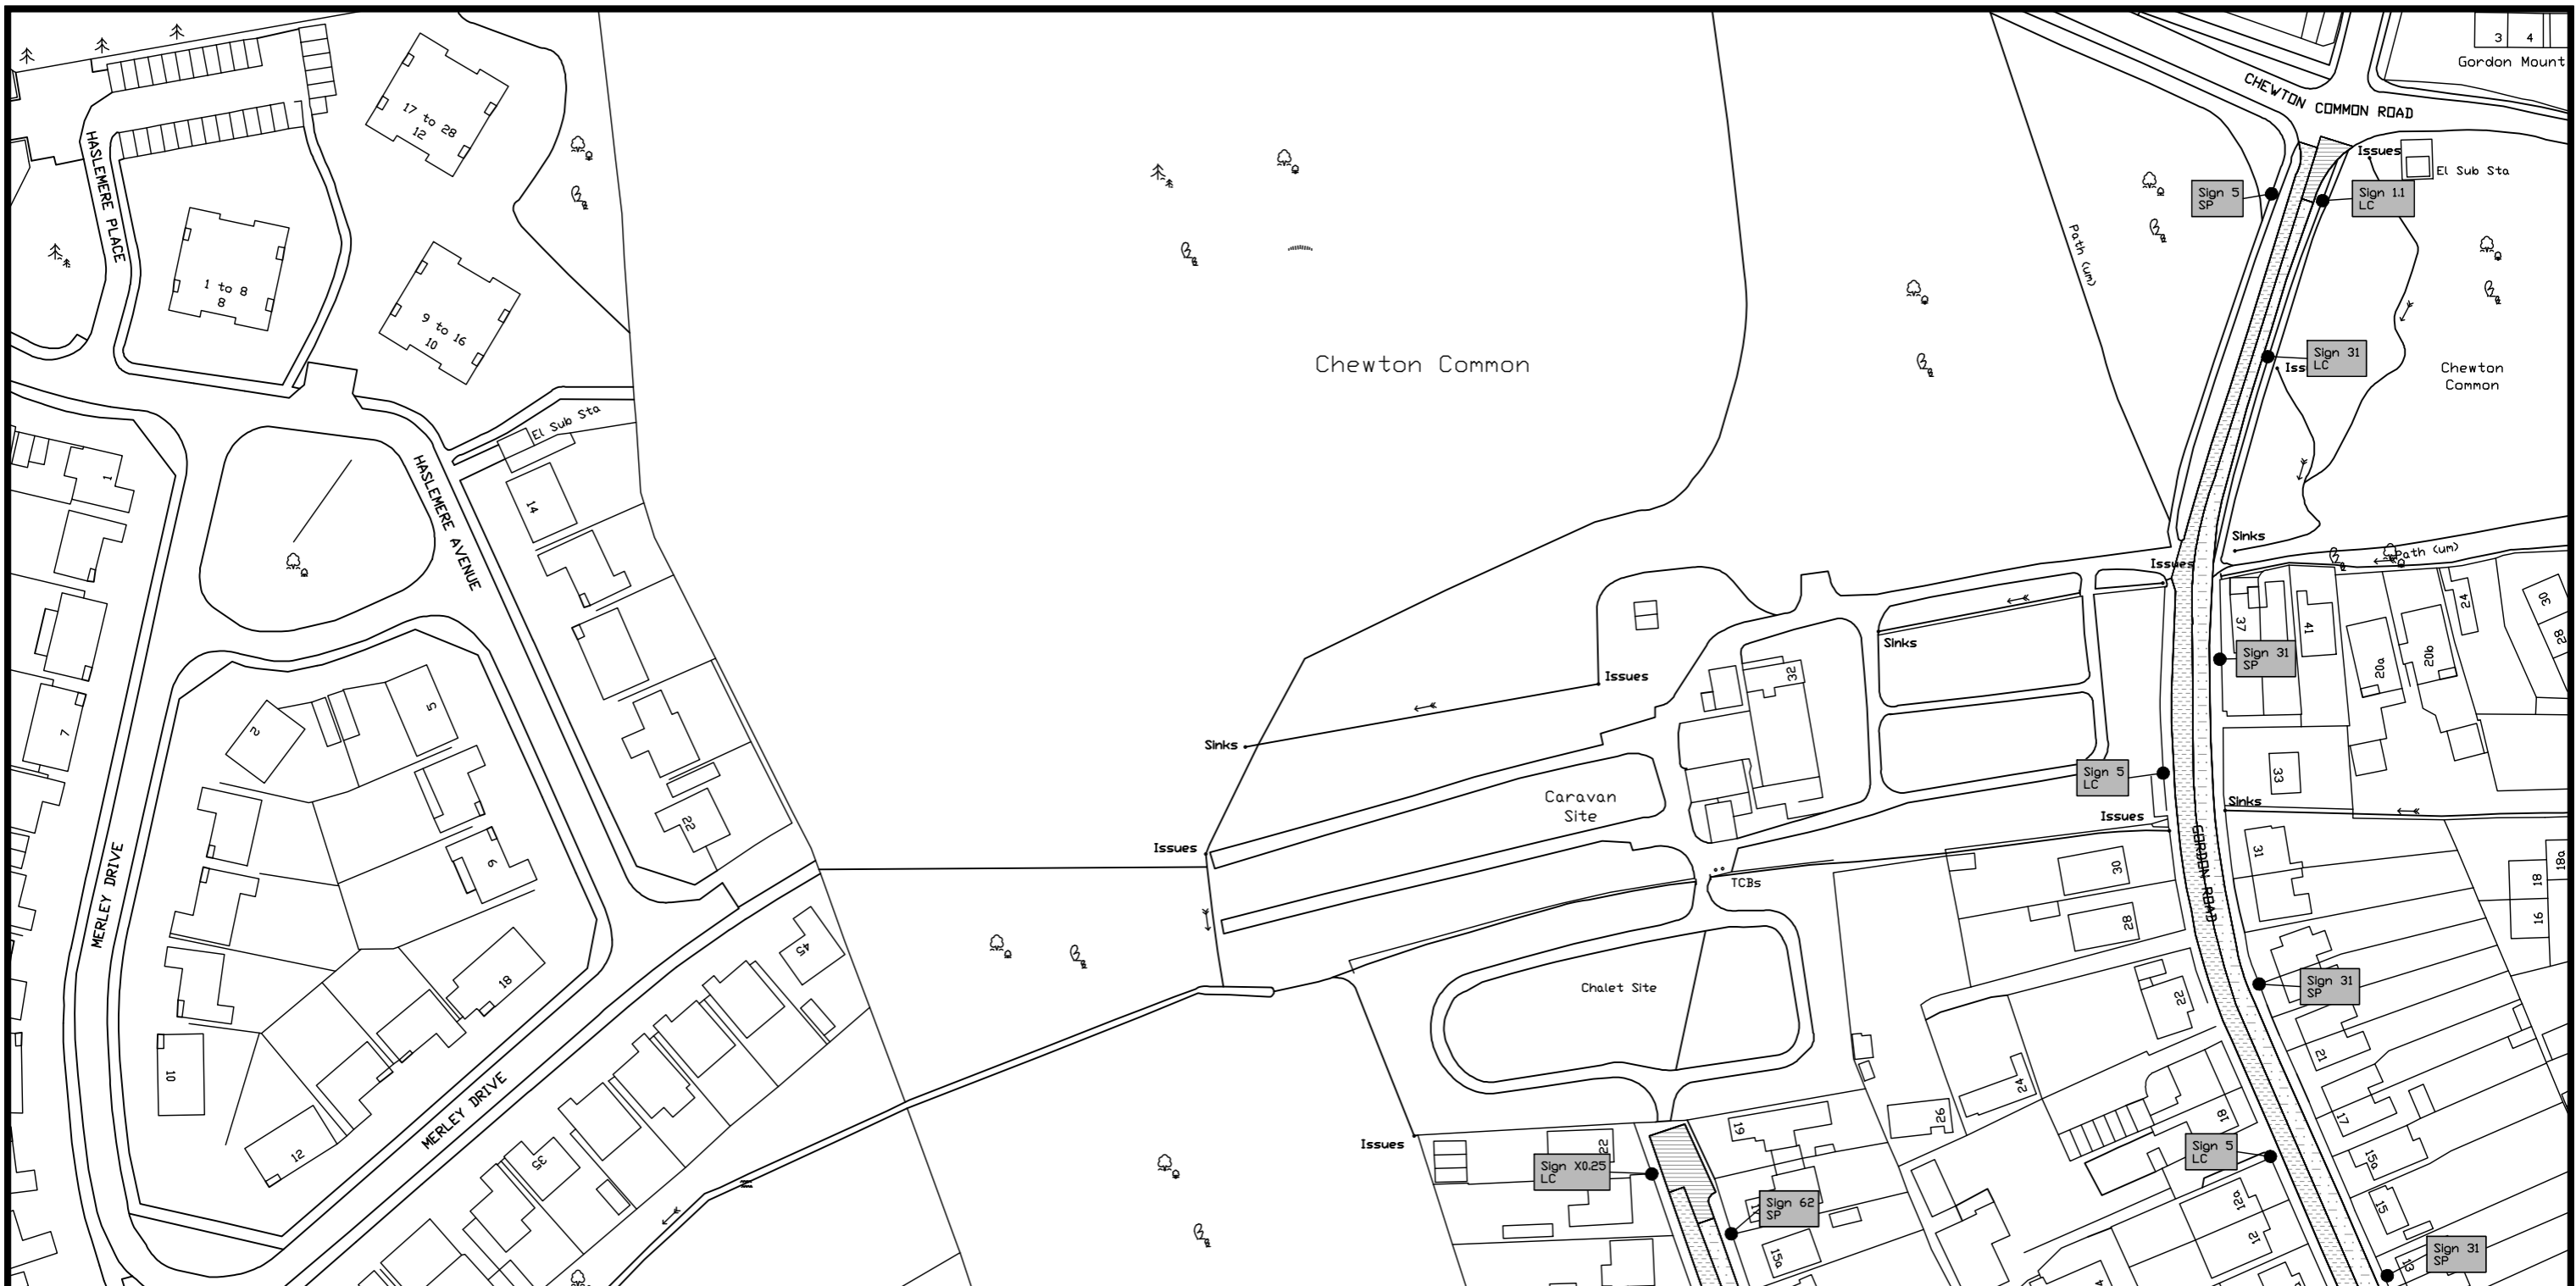 3
4
Gordon Mount
CHEWTON COMMON ROAD
17 to 28
12
HASLEMERE PLACE
Issues
El Sub Sta
Sign 5
SP
Sign 1.1
LC
Path (um)
1 to 8
8
9 to 16
10
Chewton Common
Sign 31
LC
Iss
Chewton
Common
El Sub Sta
1
HASLEMERE AVENUE
14
Sinks
Path (um)
Issues
Sinks
37
41
24
30
28
20a
20b
Sign 31
SP
Issues
32
7
2
5
Sinks
33
Sign 5
LC
Caravan
Site
Sinks
Issues
22
Issues
GORDON ROAD
31
MERLEY DRIVE
6
TCBs
30
28
18
16
18a
45
18
Chalet Site
22
Sign 31
SP
21
10
MERLEY DRIVE
24
26
17
18
12
35
Issues
22
19
Sign X0.25
LC
Sign 5
LC
15a
Sign 62
SP
12a
15
12
15a
13
Sign 31
SP